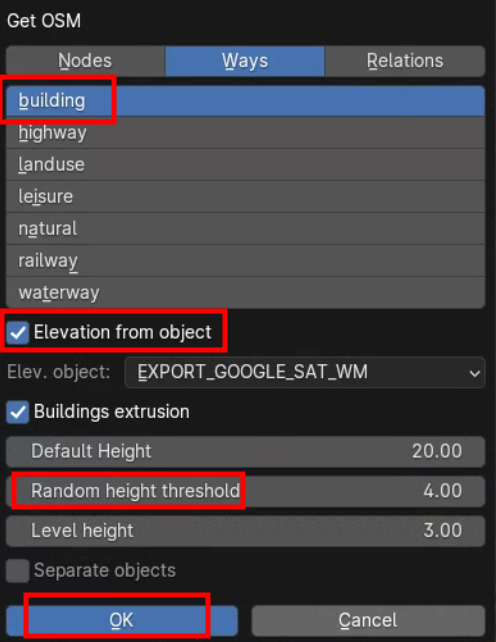 Get OSM
Nodes Ways Relations
building
highway
landuse
leisure
natural
railway
waterway
Elevation from object
Elev. object: EXPORT_GOOGLE_SAT_WM
Buildings extrusion
Default Height 20.00
Random height threshold 4.00
Level height 3.00
Separate objects
OK Cancel